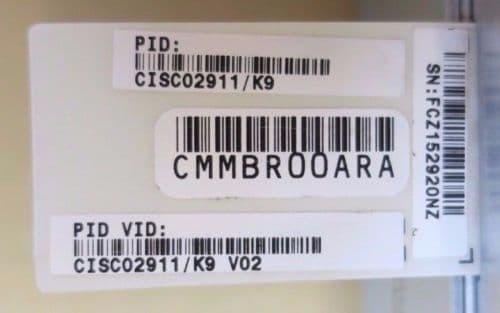 PID:
CISCO2911/K9
CMMBR00ARA
PID VID:
CISCO2911/K9 V02
SN:FCZ152920NZ